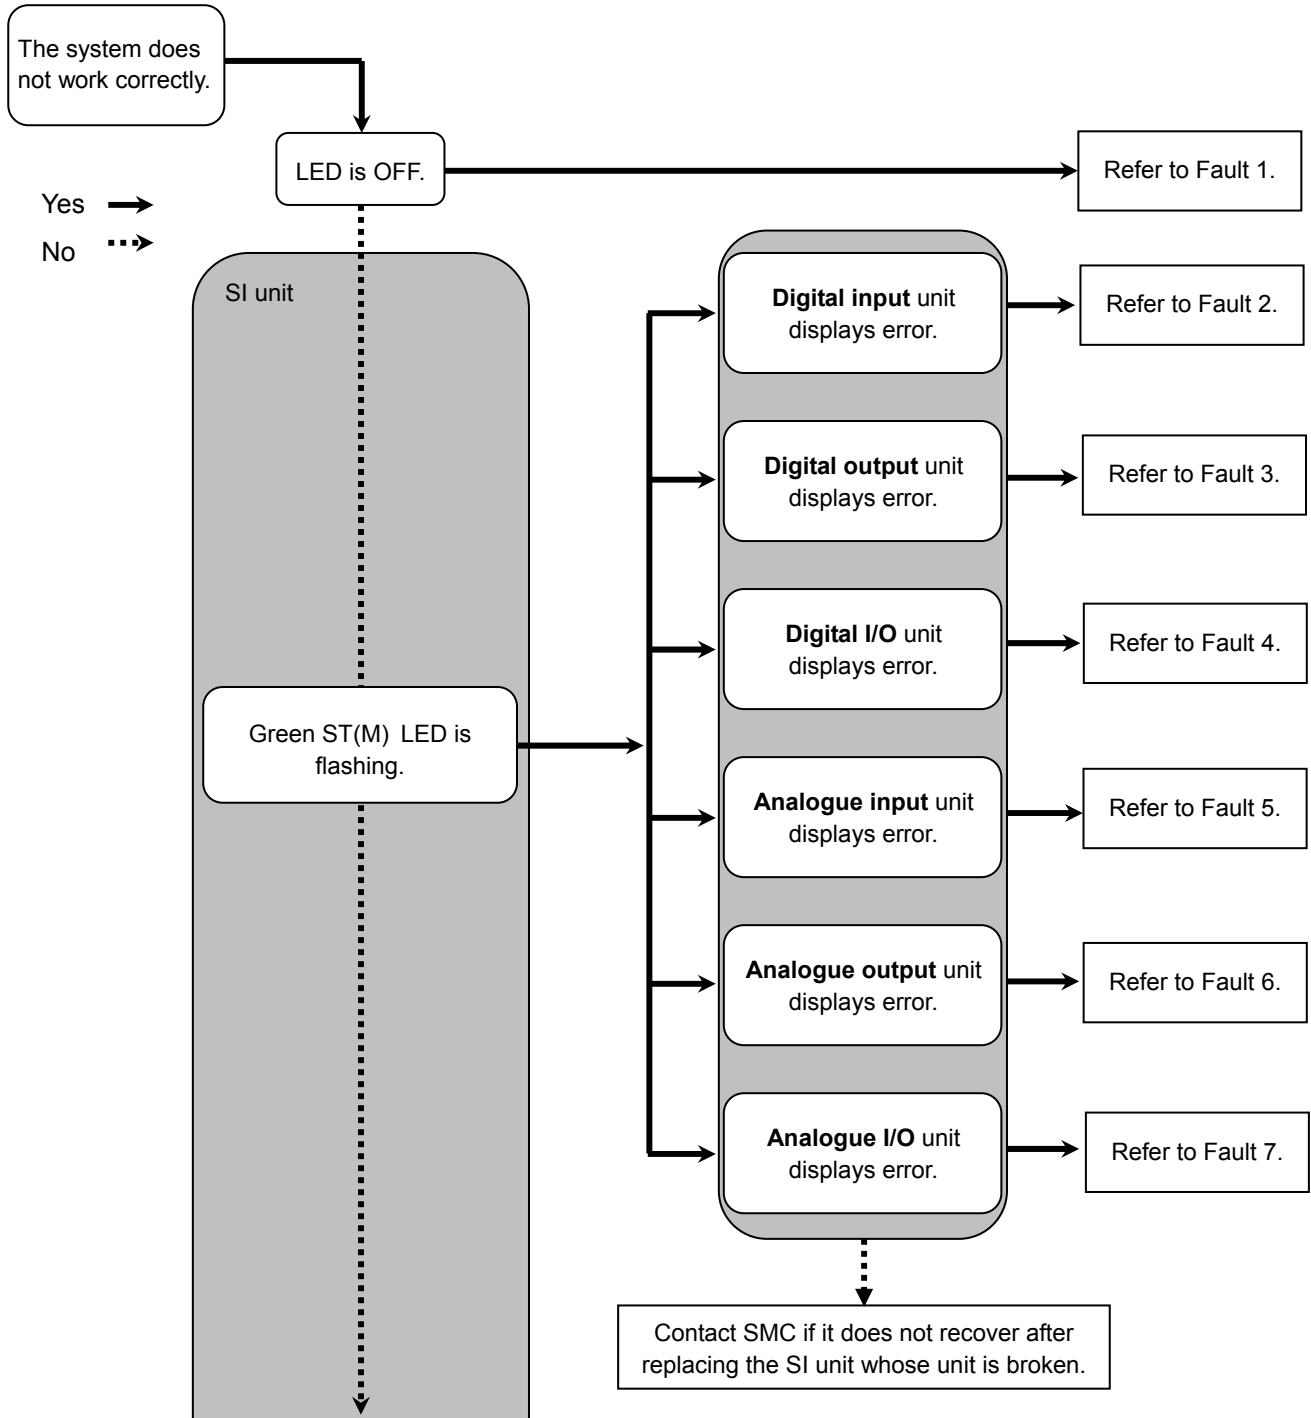 The system does
not work correctly.
LED is OFF.
Refer to Fault 1.
Yes
No
SI unit
Digital input unit
displays error.
Refer to Fault 2.
Digital output unit
displays error.
Refer to Fault 3.
Digital I/O unit
displays error.
Refer to Fault 4.
Green ST(M) LED is
flashing.
Analogue input unit
displays error.
Refer to Fault 5.
Analogue output unit
displays error.
Refer to Fault 6.
Analogue I/O unit
displays error.
Refer to Fault 7.
Contact SMC if it does not recover after
replacing the SI unit whose unit is broken.